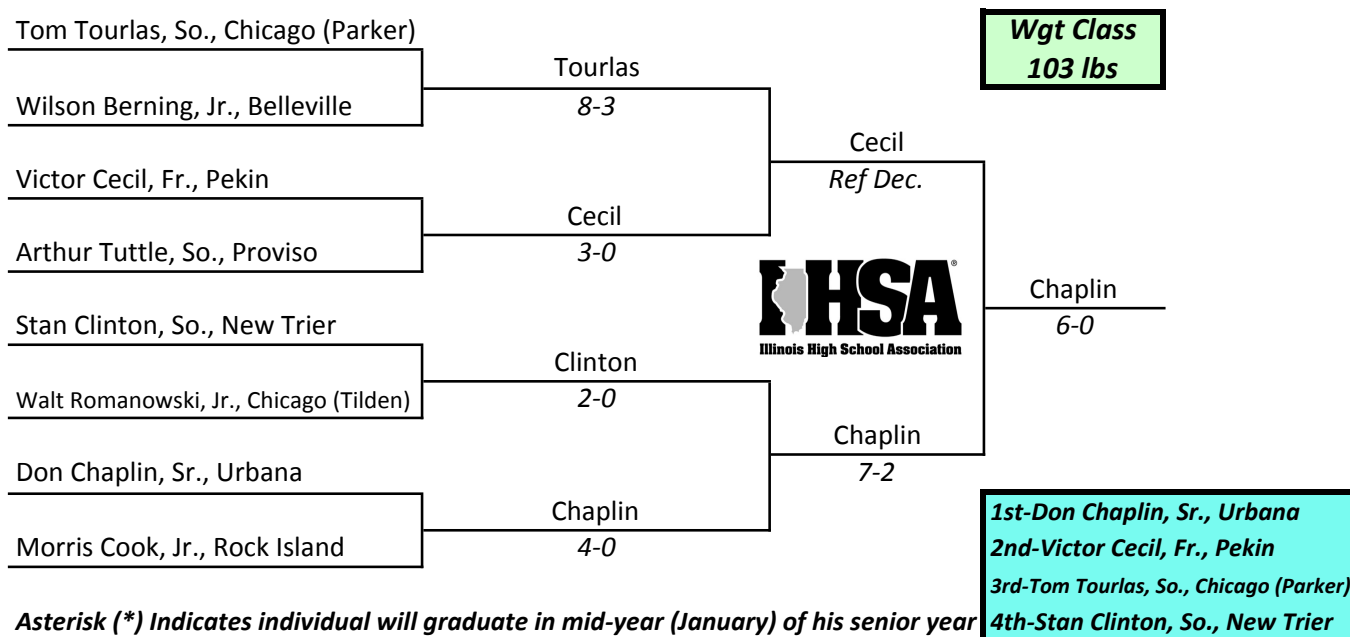 Tom Tourlas, So., Chicago (Parker)
Wgt Class
103 lbs
Tourlas
8-3
Wilson Berning, Jr., Belleville
Cecil
Ref Dec.
Victor Cecil, Fr., Pekin
Cecil
3-0
Arthur Tuttle, So., Proviso
IHSA®
Illinois High School Association
Chaplin
6-0
Stan Clinton, So., New Trier
Clinton
2-0
Walt Romanowski, Jr., Chicago (Tilden)
Chaplin
7-2
Don Chaplin, Sr., Urbana
Chaplin
4-0
Morris Cook, Jr., Rock Island
1st-Don Chaplin, Sr., Urbana
2nd-Victor Cecil, Fr., Pekin
3rd-Tom Tourlas, So., Chicago (Parker)
4th-Stan Clinton, So., New Trier
Asterisk (*) Indicates individual will graduate in mid-year (January) of his senior year